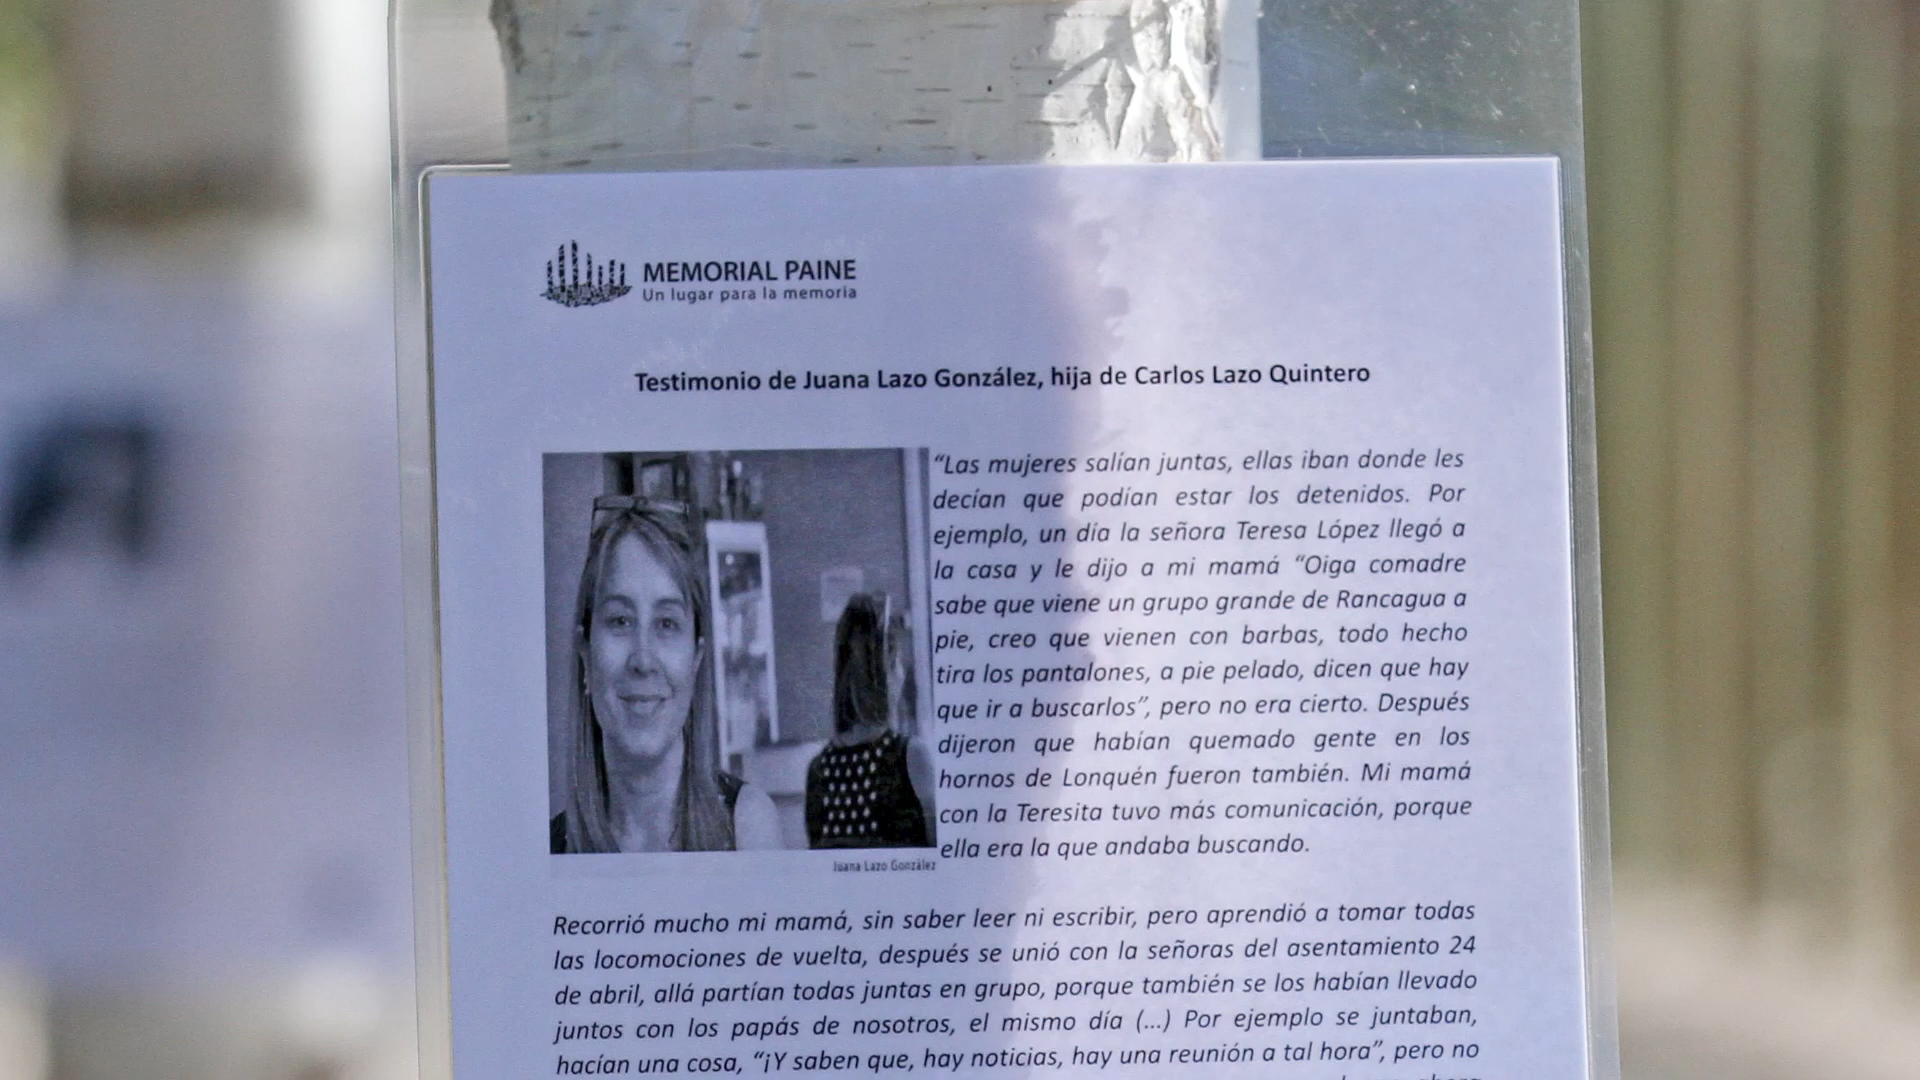 MEMORIAL PAINE
Un lugar para la memoria
Testimonio de Juana Lazo González, hija de Carlos Lazo Quintero
“Las mujeres salían juntas, ellas iban donde les
decían que podían estar los detenidos. Por
ejemplo, un día la señora Teresa López llegó a
la casa y le dijo a mi mamá “Oiga comadre
sabe que viene un grupo grande de Rancagua a
pie, creo que vienen con barbas, todo hecho
tira los pantalones, a pie pelado, dicen que hay
que ir a buscarlos”, pero no era cierto. Después
dijeron que habían quemado gente en los
hornos de Lonquén fueron también. Mi mamá
con la Teresita tuvo más comunicación, porque
ella era la que andaba buscando.
Juana Lazo González
Recorrió mucho mi mamá, sin saber leer ni escribir, pero aprendió a tomar todas
las locomociones de vuelta, después se unió con la señoras del asentamiento 24
de abril, allá partían todas juntas en grupo, porque también se los habían llevado
juntos con los papás de nosotros, el mismo día (...) Por ejemplo se juntaban,
hacían una cosa, “¡Y saben que, hay noticias, hay una reunión a tal hora”, pero no